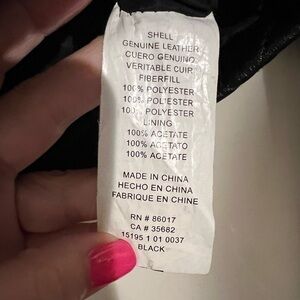 SHELL
GENUINE LEATHER
CUERO GENUINO
VERITABLE CUIR
FIBERFILL
100% POLYESTER
100% POLIESTER
100% POLYESTER
LINING
100% ACETATE
100% ACETATO
100% ACETATE
MADE IN CHINA
HECHO EN CHINA
FABRIQUE EN CHINE
RN # 86017
CA # 35682
15195 1 01 0037
BLACK